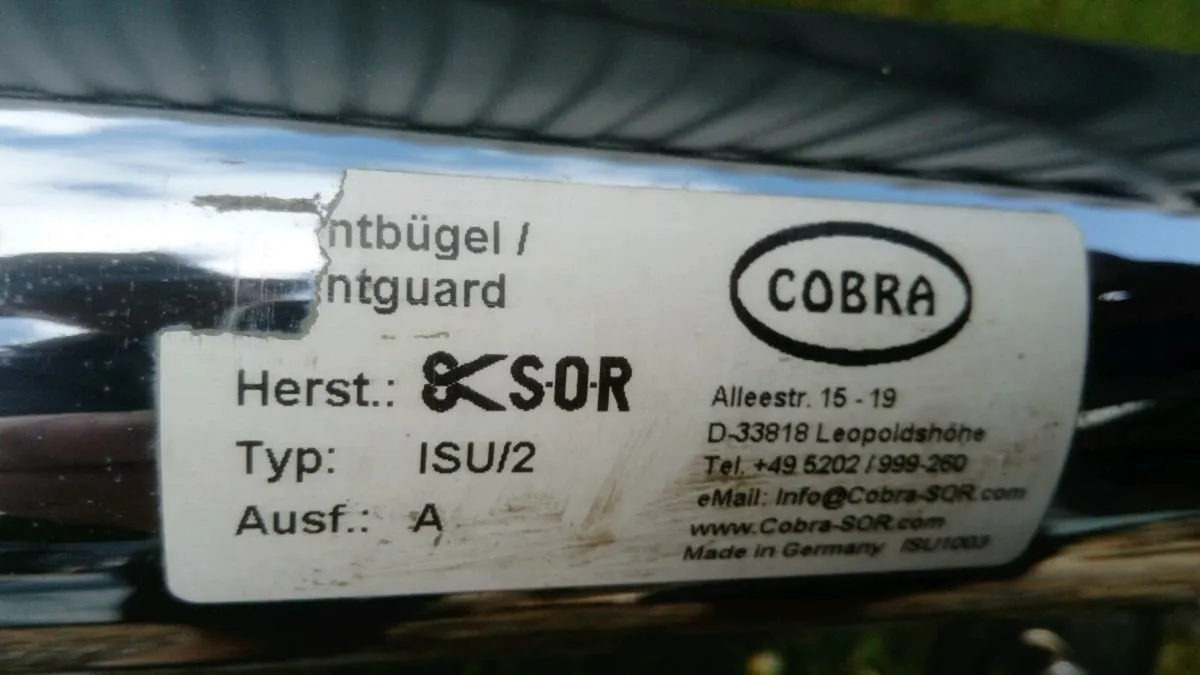 ntbügel /
ntguard
Herst.: S-O-R
Typ: ISU/2
Ausf.: A
COBRA
Alleestr. 15 - 19
D-33818 Leopoldshöhe
Tel. +49 5202 / 999-260
eMail: Info@Cobra-SOR.com
www.Cobra-SOR.com
Made in Germany ISU1003